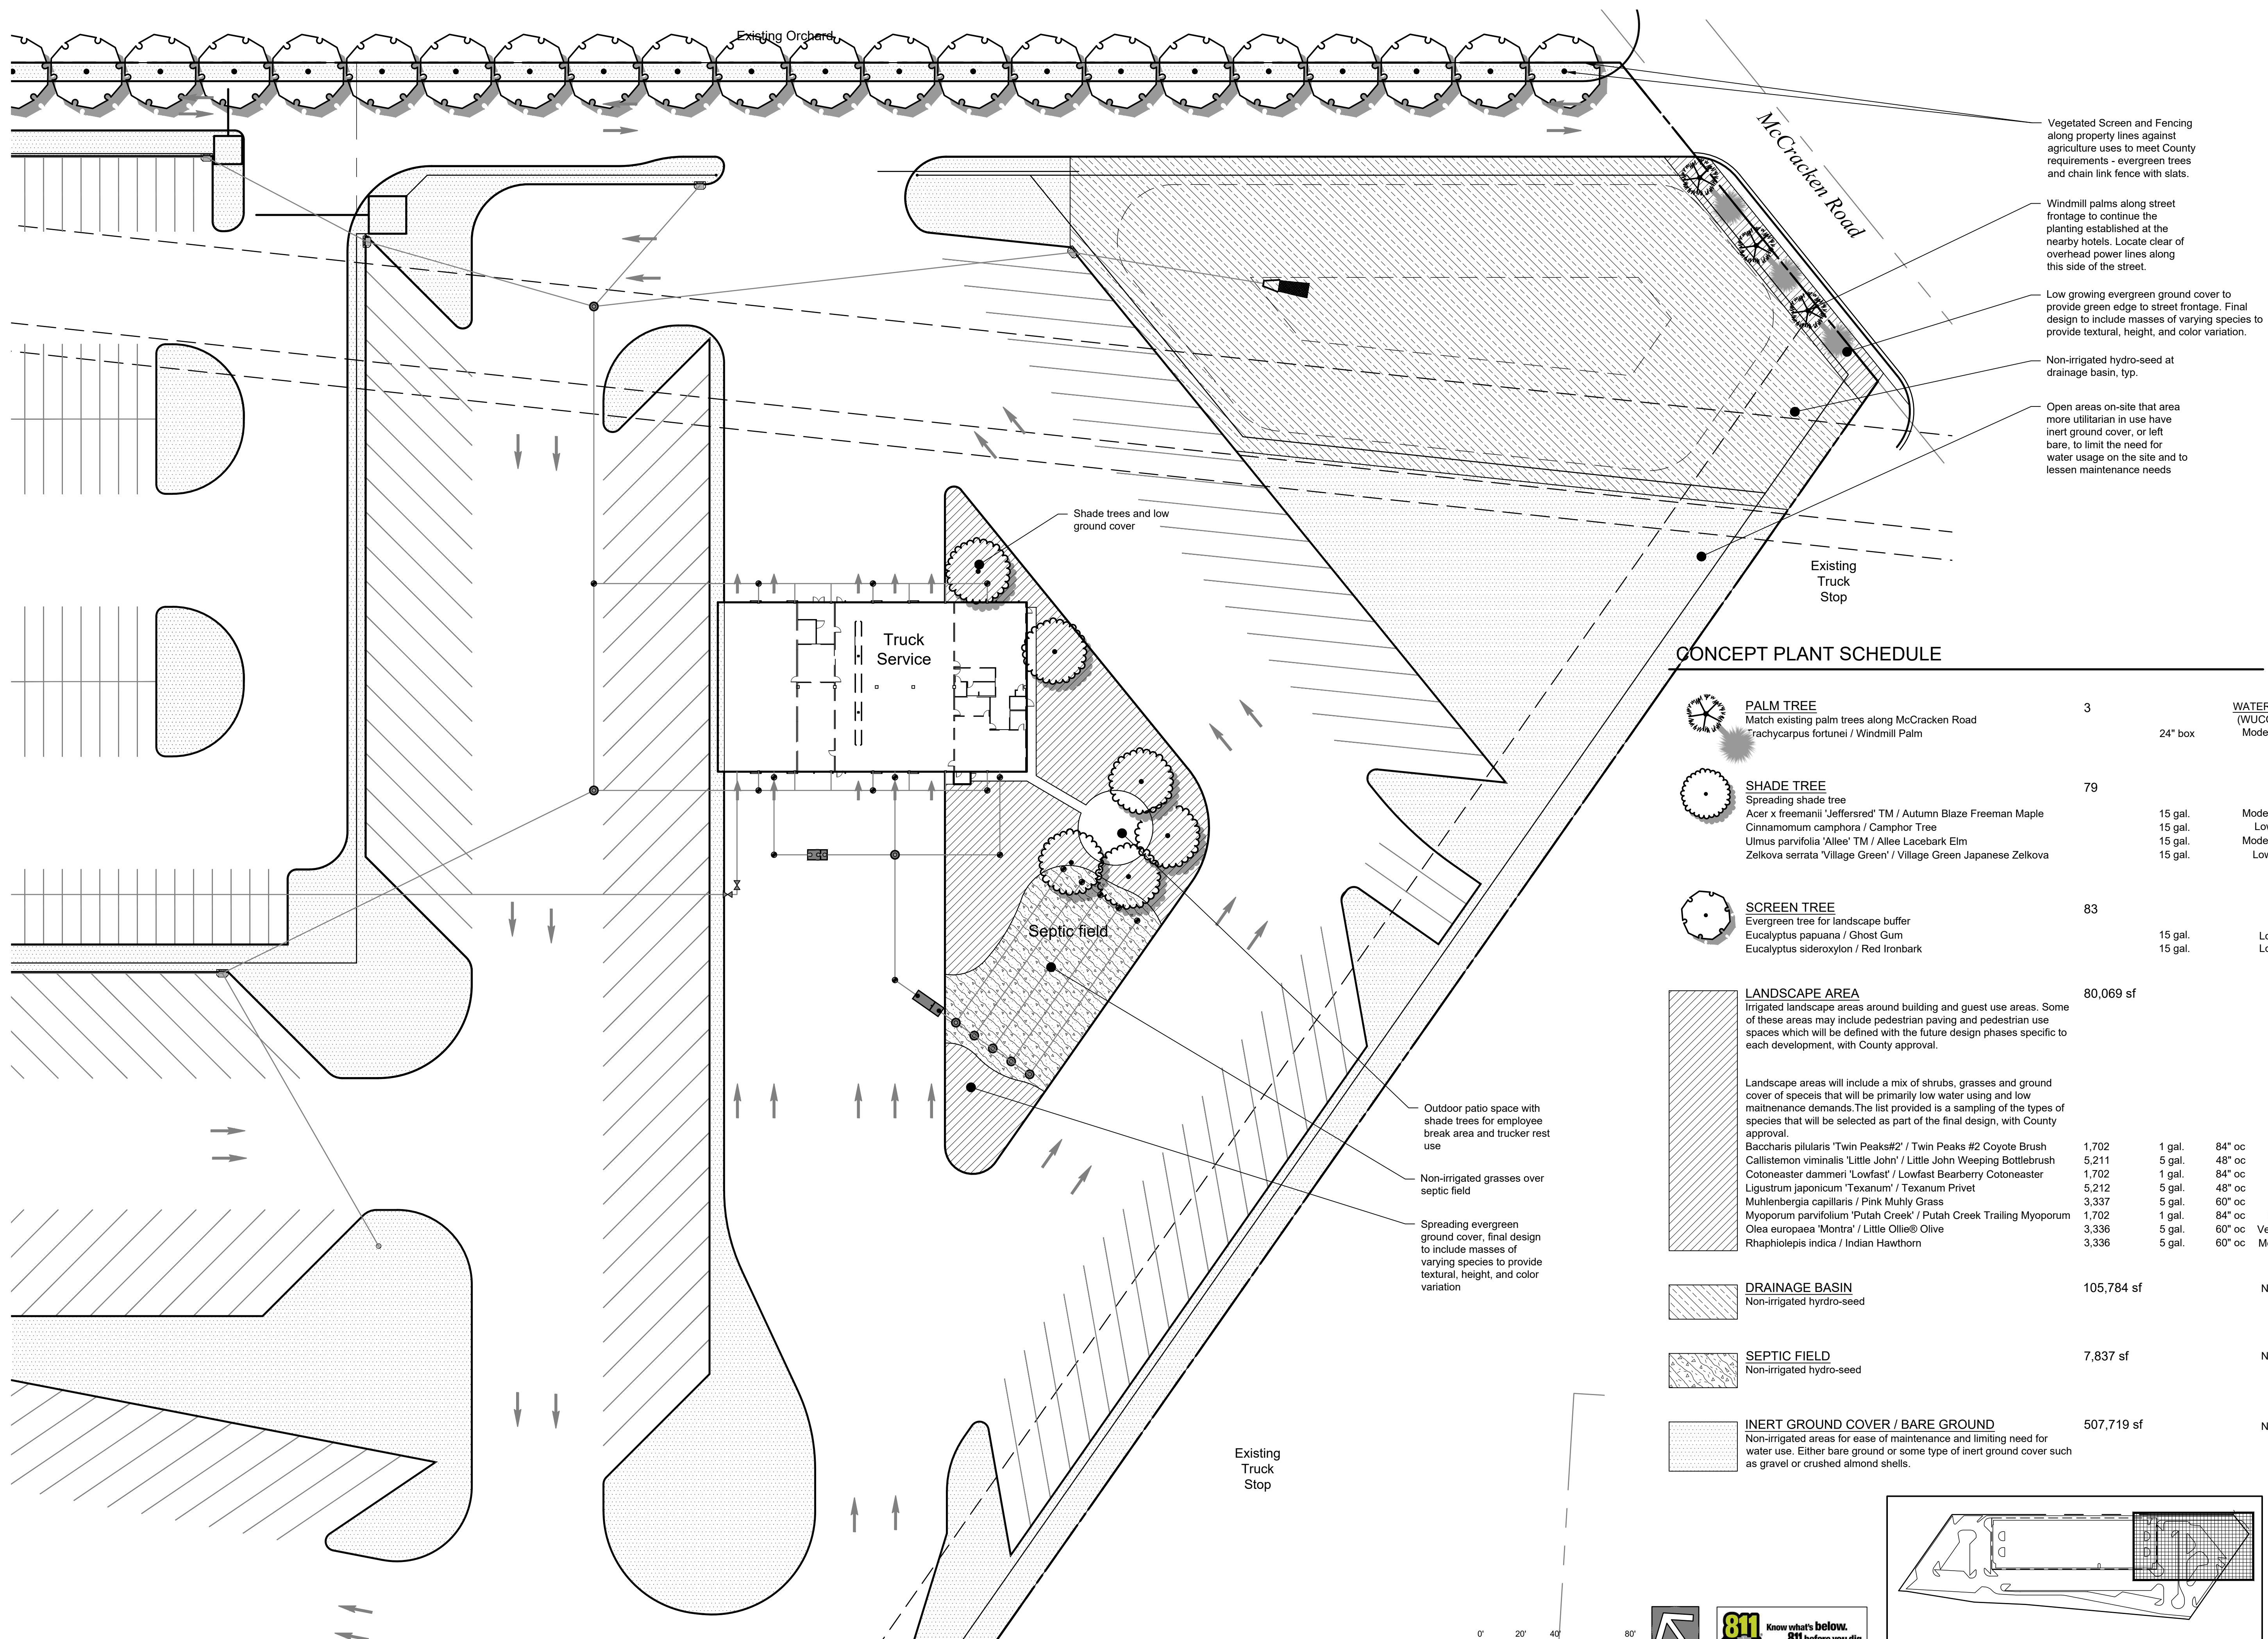 Existing Orchard
McCracken Road
Vegetated Screen and Fencing
along property lines against
agriculture uses to meet County
requirements - evergreen trees
and chain link fence with slats.
Windmill palms along street
frontage to continue the
planting established at the
nearby hotels. Locate clear of
overhead power lines along
this side of the street.
Low growing evergreen ground cover to
provide green edge to street frontage. Final
design to include masses of varying species to
provide textural, height, and color variation.
Non-irrigated hydro-seed at
drainage basin, typ.
Open areas on-site that area
more utilitarian in use have
inert ground cover, or left
bare, to limit the need for
water usage on the site and to
lessen maintenance needs
Shade trees and low
ground cover
Existing
Truck
Stop
Truck
Service
Septic field
Outdoor patio space with
shade trees for employee
break area and trucker rest
use
Non-irrigated grasses over
septic field
Spreading evergreen
ground cover, final design
to include masses of
varying species to provide
textural, height, and color
variation
Existing
Truck
Stop
CONCEPT PLANT SCHEDULE
PALM TREE 3 WATER
Match existing palm trees along McCracken Road (WUCO
Trachycarpus fortunei / Windmill Palm 24" box Mode
SHADE TREE 79
Spreading shade tree
Acer x freemanii 'Jeffersred' TM / Autumn Blaze Freeman Maple 15 gal. Mode
Cinnamomum camphora / Camphor Tree 15 gal. Low
Ulmus parvifolia 'Allee' TM / Allee Lacebark Elm 15 gal. Mode
Zelkova serrata 'Village Green' / Village Green Japanese Zelkova 15 gal. Low
SCREEN TREE 83
Evergreen tree for landscape buffer
Eucalyptus papuana / Ghost Gum 15 gal. Lo
Eucalyptus sideroxylon / Red Ironbark 15 gal. Lo
LANDSCAPE AREA 80,069 sf
Irrigated landscape areas around building and guest use areas. Some
of these areas may include pedestrian paving and pedestrian use
spaces which will be defined with the future design phases specific to
each development, with County approval.
Landscape areas will include a mix of shrubs, grasses and ground
cover of speceis that will be primarily low water using and low
maitnenance demands.The list provided is a sampling of the types of
species that will be selected as part of the final design, with County
approval.
Baccharis pilularis 'Twin Peaks#2' / Twin Peaks #2 Coyote Brush 1,702 1 gal. 84" oc
Callistemon viminalis 'Little John' / Little John Weeping Bottlebrush 5,211 5 gal. 48" oc
Cotoneaster dammeri 'Lowfast' / Lowfast Bearberry Cotoneaster 1,702 1 gal. 84" oc
Ligustrum japonicum 'Texanum' / Texanum Privet 5,212 5 gal. 48" oc
Muhlenbergia capillaris / Pink Muhly Grass 3,337 5 gal. 60" oc
Myoporum parvifolium 'Putah Creek' / Putah Creek Trailing Myoporum 1,702 1 gal. 84" oc
Olea europaea 'Montra' / Little Ollie® Olive 3,336 5 gal. 60" oc Ve
Rhaphiolepis indica / Indian Hawthorn 3,336 5 gal. 60" oc Mo
DRAINAGE BASIN 105,784 sf N
Non-irrigated hyrdro-seed
SEPTIC FIELD 7,837 sf N
Non-irrigated hydro-seed
INERT GROUND COVER / BARE GROUND 507,719 sf N
Non-irrigated areas for ease of maintenance and limiting need for
water use. Either bare ground or some type of inert ground cover such
as gravel or crushed almond shells.
0' 20' 40' 80'
811 Know what's below.
811 before you dig